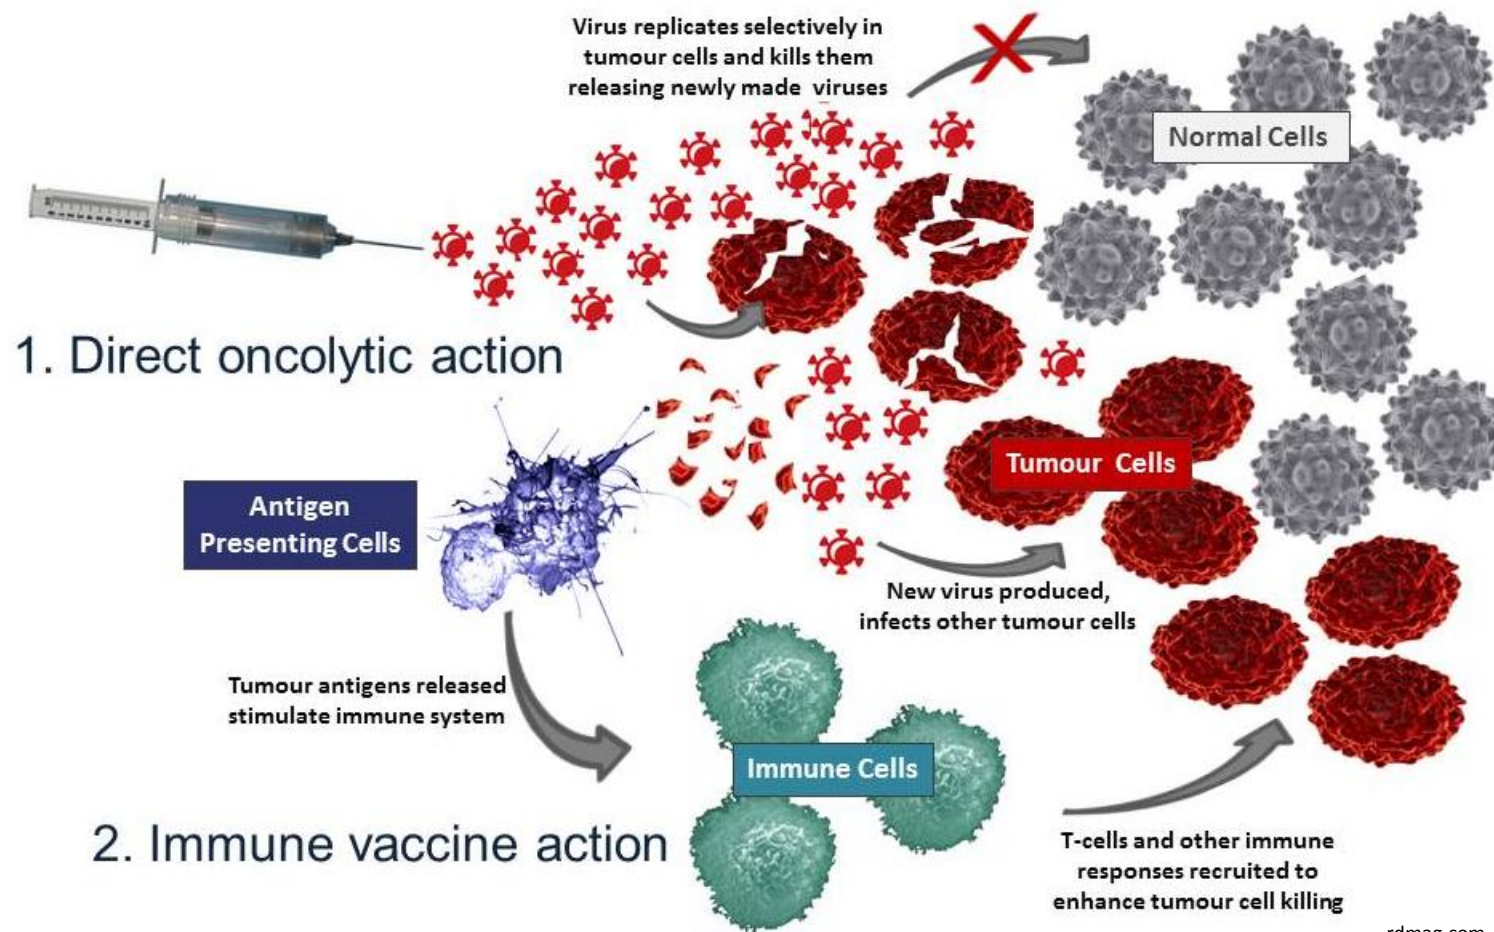 Virus replicates selectively in
tumour cells and kills them
releasing newly made viruses
Normal Cells
1. Direct oncolytic action
Tumour Cells
Antigen
Presenting Cells
New virus produced,
infects other tumour cells
Tumour antigens released
stimulate immune system
Immune Cells
2. Immune vaccine action
T-cells and other immune
responses recruited to
enhance tumour cell killing
rdmag.com